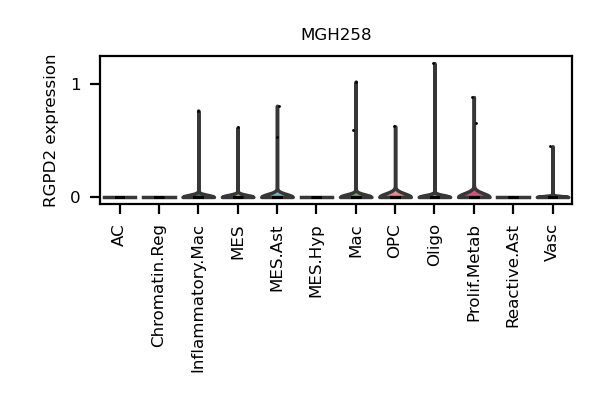 MGH258
RGPD2 expression
1
0
AC
Chromatin.Reg
Inflammatory.Mac
MES
MES.Ast
MES.Hyp
Mac
OPC
Oligo
Prolif.Metab
Reactive.Ast
Vasc